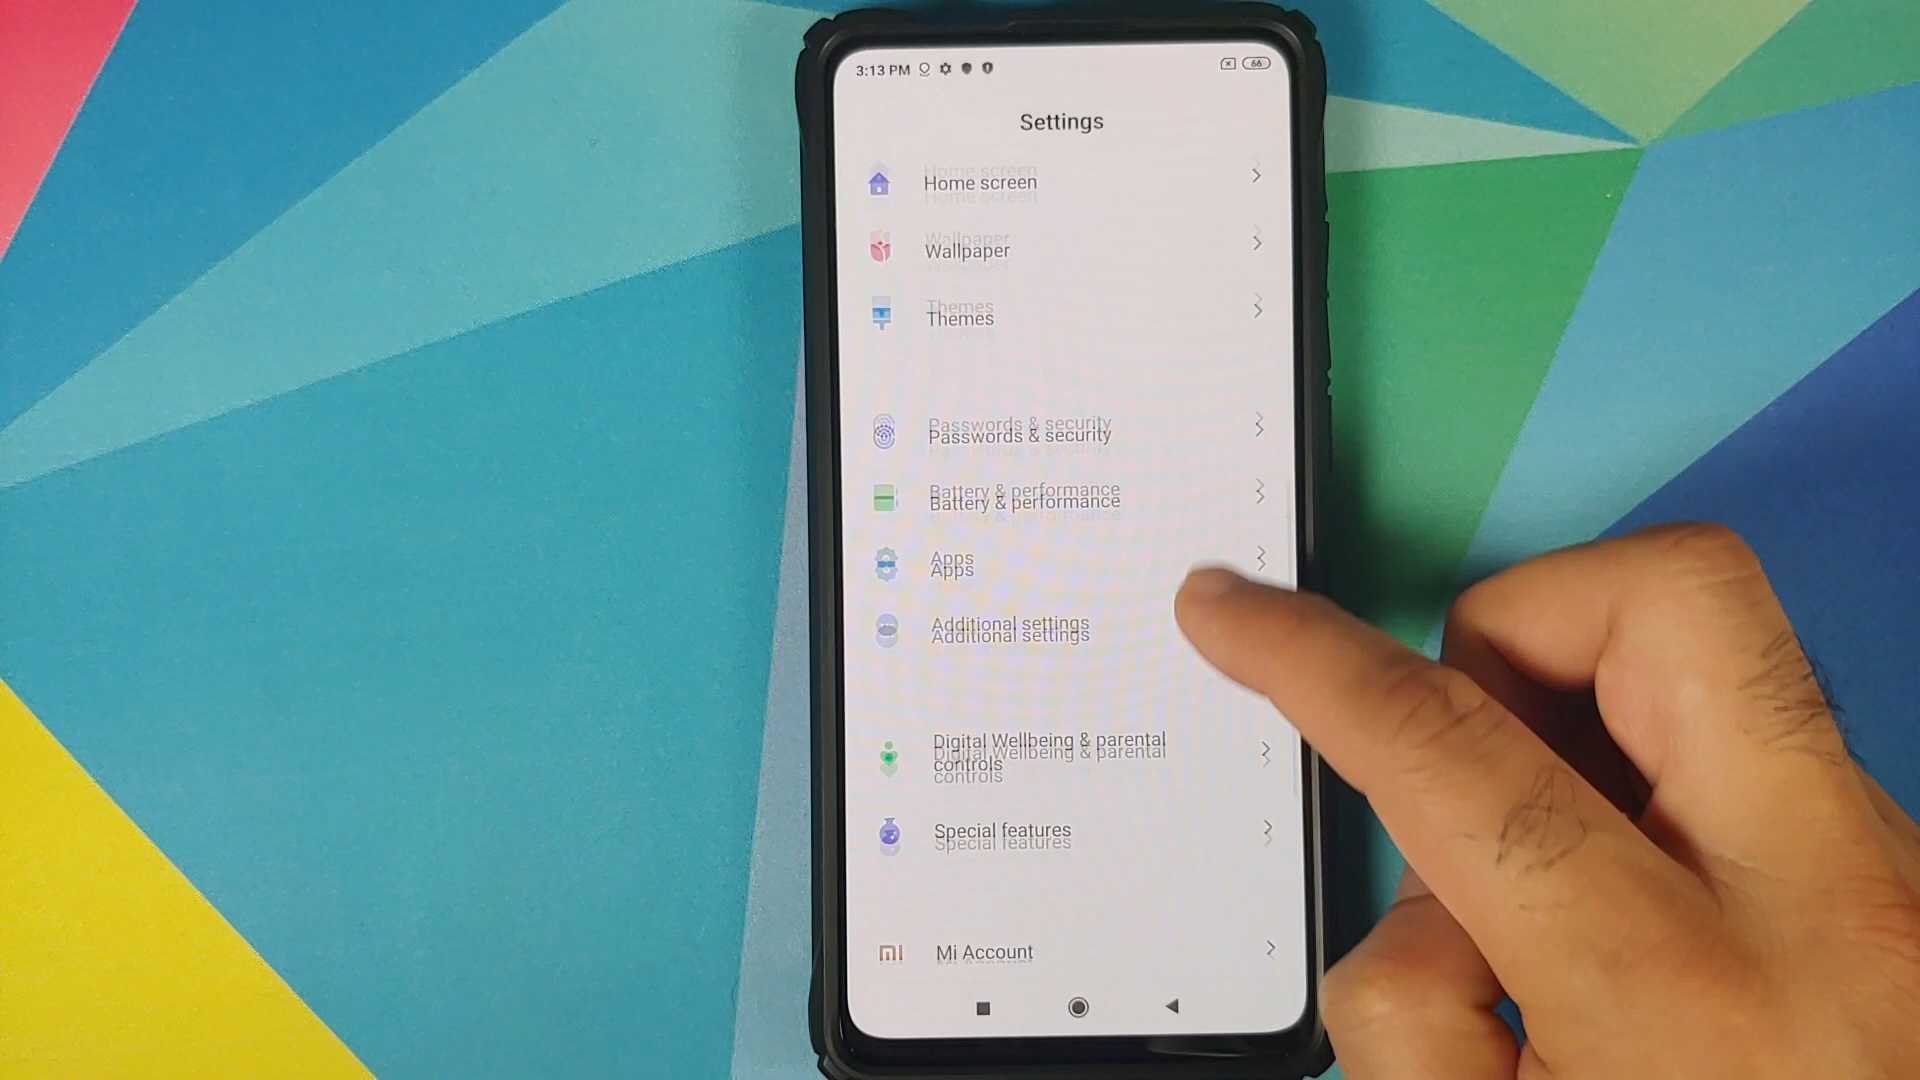 3:13 PM 66
Settings
Home screen
Wallpaper
Themes
Passwords & security
Battery & performance
Apps
Additional settings
Digital Wellbeing & parental
controls
Special features
Mi Account